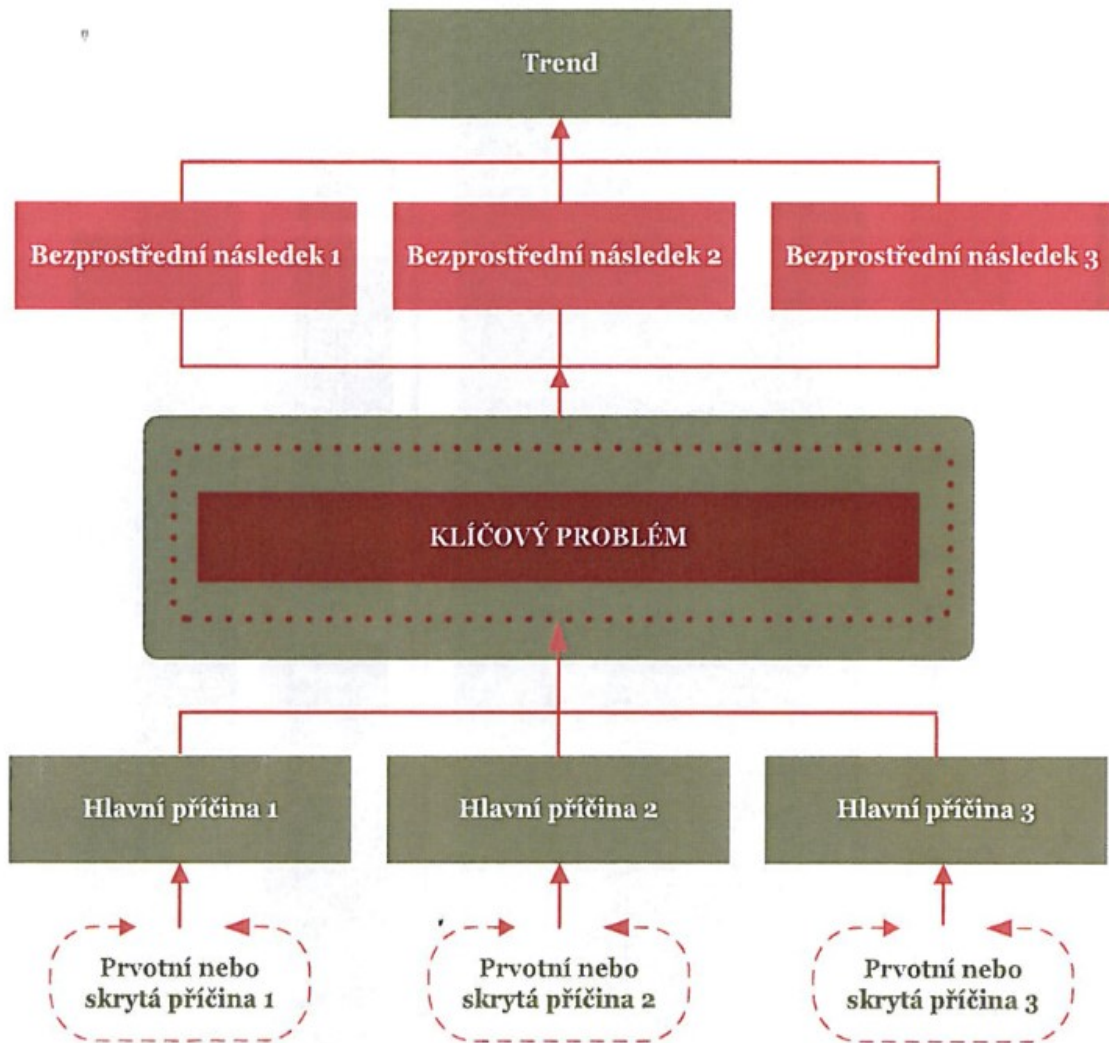 Trend
Bezprostřední následek 1
Bezprostřední následek 2
Bezprostřední následek 3
KLÍČOVÝ PROBLÉM
Hlavní příčina 1
Hlavní příčina 2
Hlavní příčina 3
Prvotní nebo
skrytá příčina 1
Prvotní nebo
skrytá příčina 2
Prvotní nebo
skrytá příčina 3